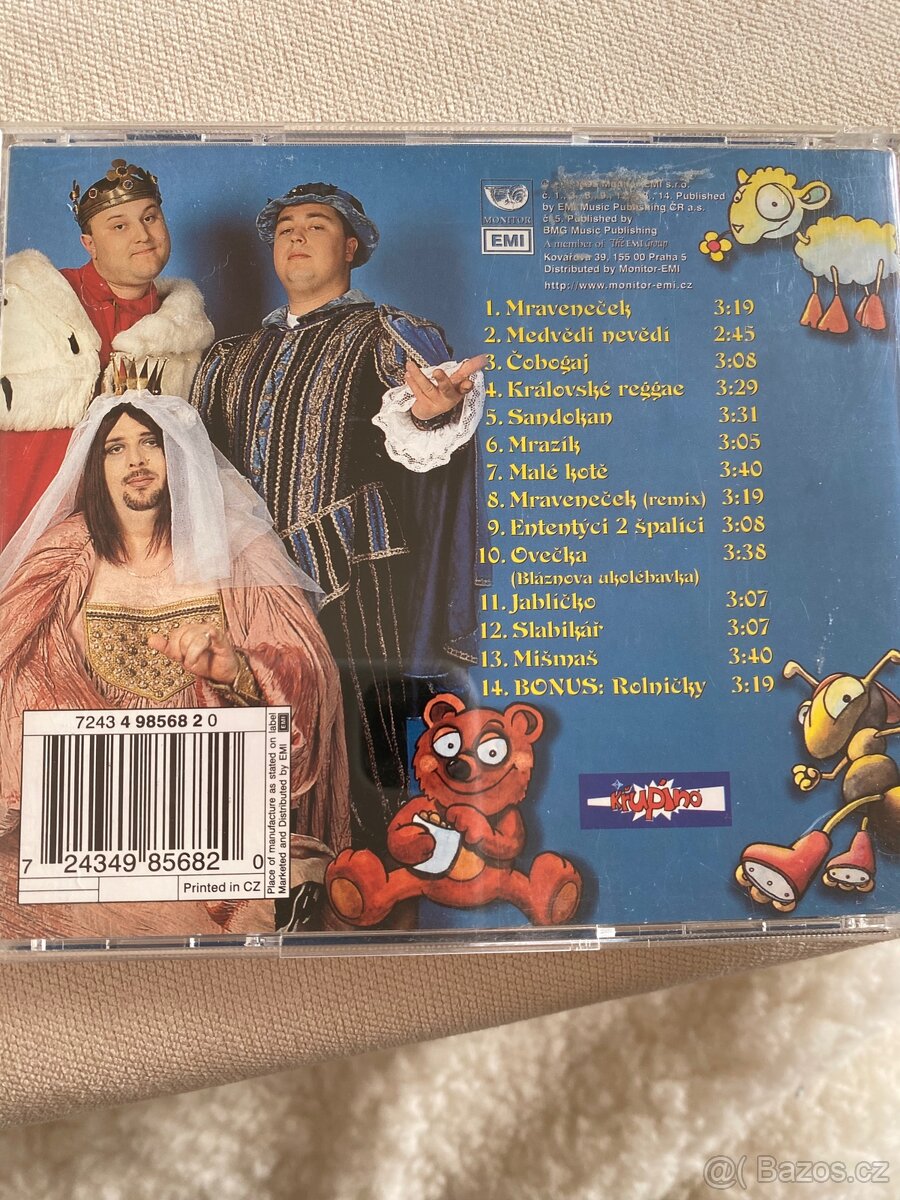 MONITOR
EMI
Monitor-EMI s.r.o.
14. Published
by EMI Music Publishing ČR a.s.
č. 5. Published by
BMG Music Publishing
A member of The EMI Group
Kovářova 39, 155 00 Praha 5
Distributed by Monitor-EMI
http://www.monitor-emi.cz
1. Mraveneček 3:19
2. Medvědi nevědí 2:45
3. Čobogaj 3:08
4. Královské reggae 3:29
5. Sandokan 3:31
6. Mrazík 3:05
7. Malé kotě 3:40
8. Mraveneček (remix) 3:19
9. Ententýci 2 špalíci 3:08
10. Ovečka 3:38
(Bláznova ukolébavka)
11. Jablíčko 3:07
12. Slabikář 3:07
13. Mišmaš 3:40
14. BONUS: Rolničky 3:19
křupíno
7243 4 98568 2 0
7 24349 85682 0
Printed in CZ
Place of manufacture as stated on label
Marketed and Distributed by EMI
EMI
@( Bazos.cz